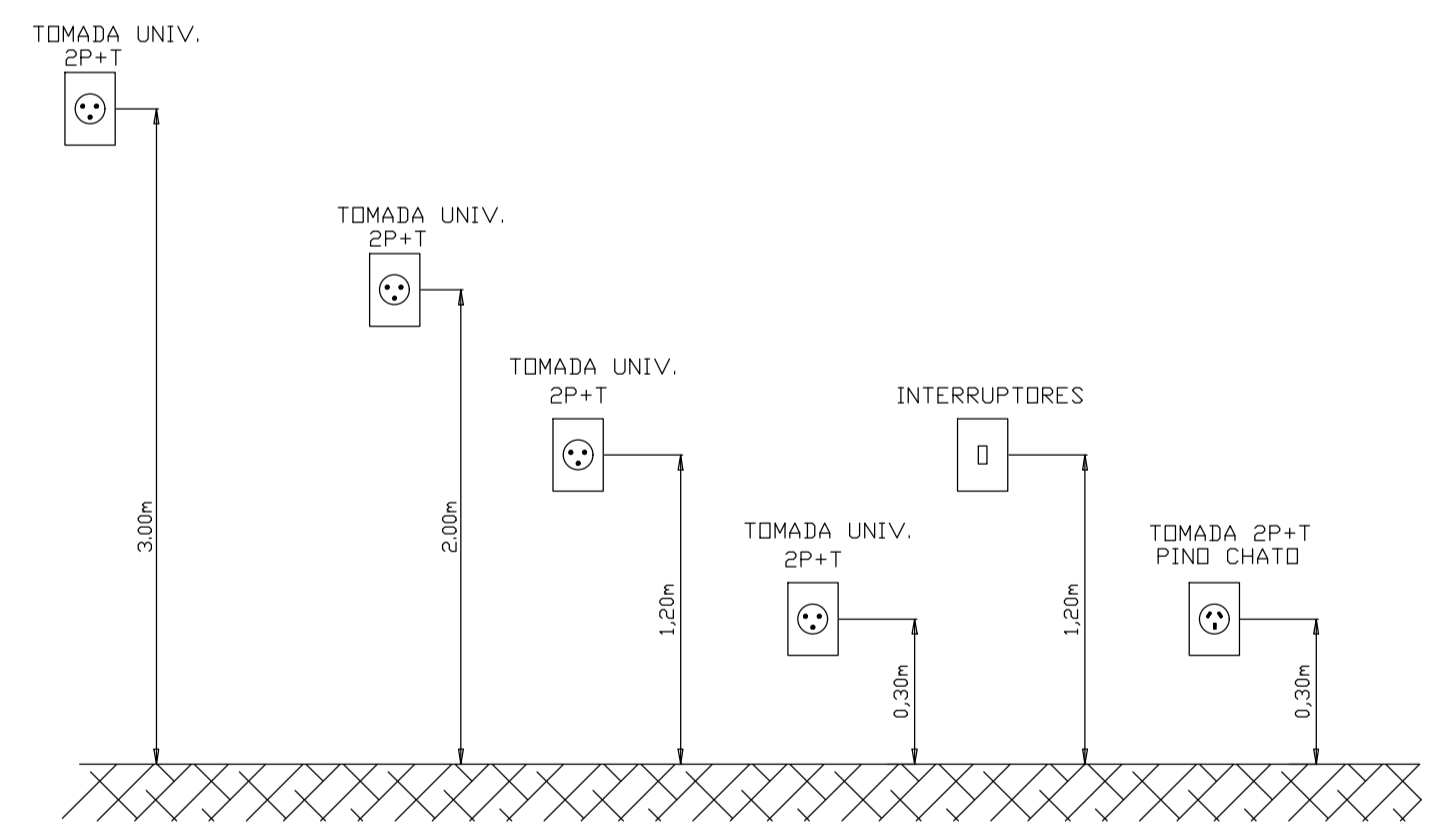 TOMADA UNIV.
2P+T
3.00m
TOMADA UNIV.
2P+T
2.00m
TOMADA UNIV.
2P+T
1,20m
TOMADA UNIV.
2P+T
0,30m
INTERRUPTORES
1,20m
TOMADA 2P+T
PINO CHATO
0,30m